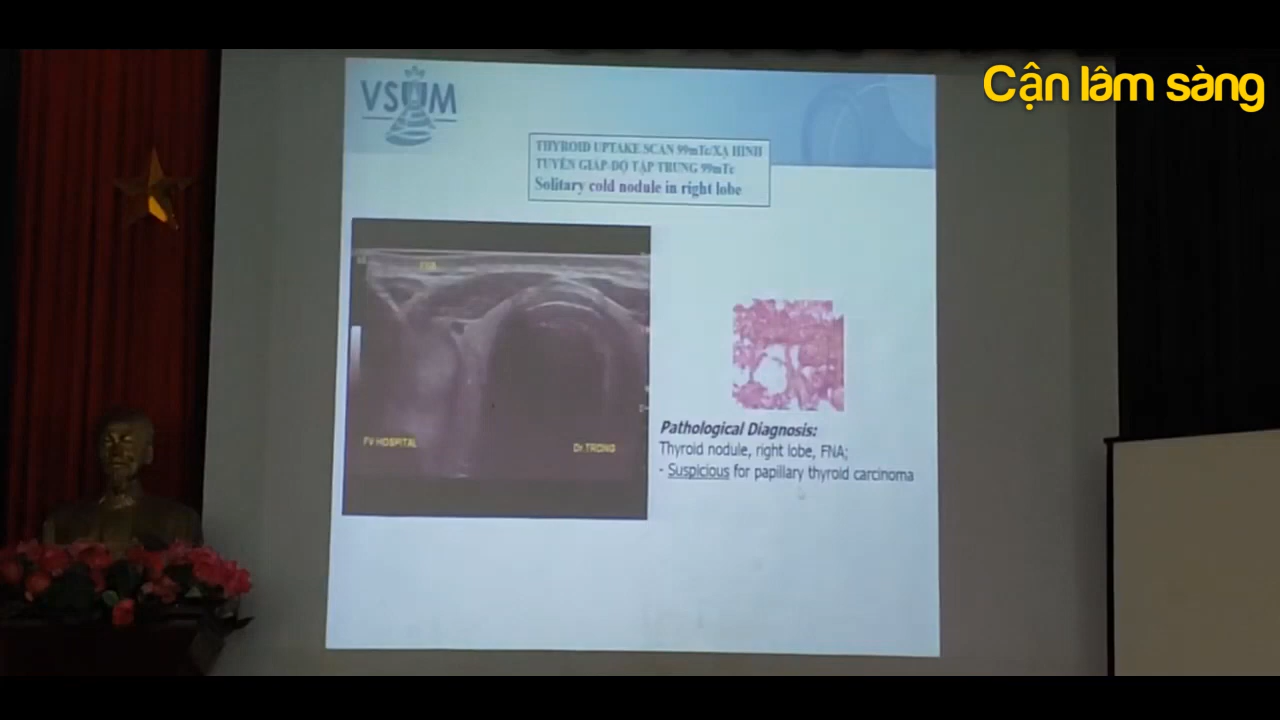 Cận lâm sàng
VSUM
THYROID UPTAKE SCAN 99mTc/XẠ HÌNH
TUYẾN GIÁP-ĐỘ TẬP TRUNG 99mTc
Solitary cold nodule in right lobe
FNA
FV HOSPITAL
Dr.TRONG
Pathological Diagnosis:
Thyroid nodule, right lobe, FNA;
- Suspicious for papillary thyroid carcinoma